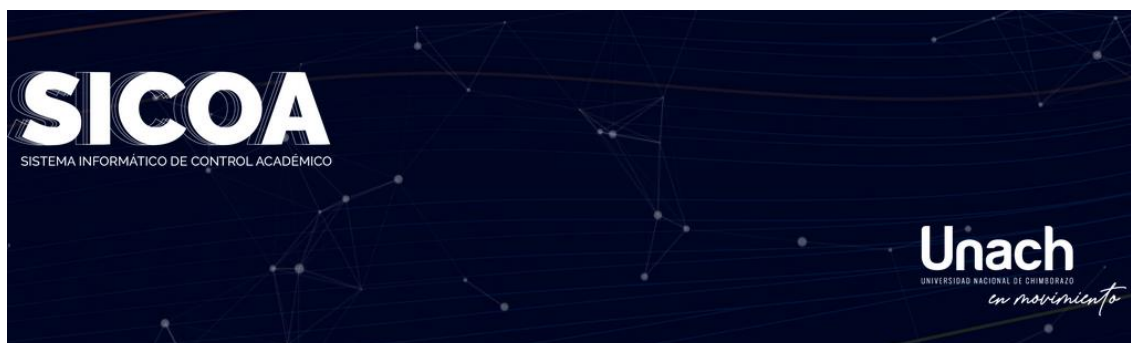 SICOA
SISTEMA INFORMÁTICO DE CONTROL ACADÉMICO
Unach
UNIVERSIDAD NACIONAL DE CHIMBORAZO
en movimiento